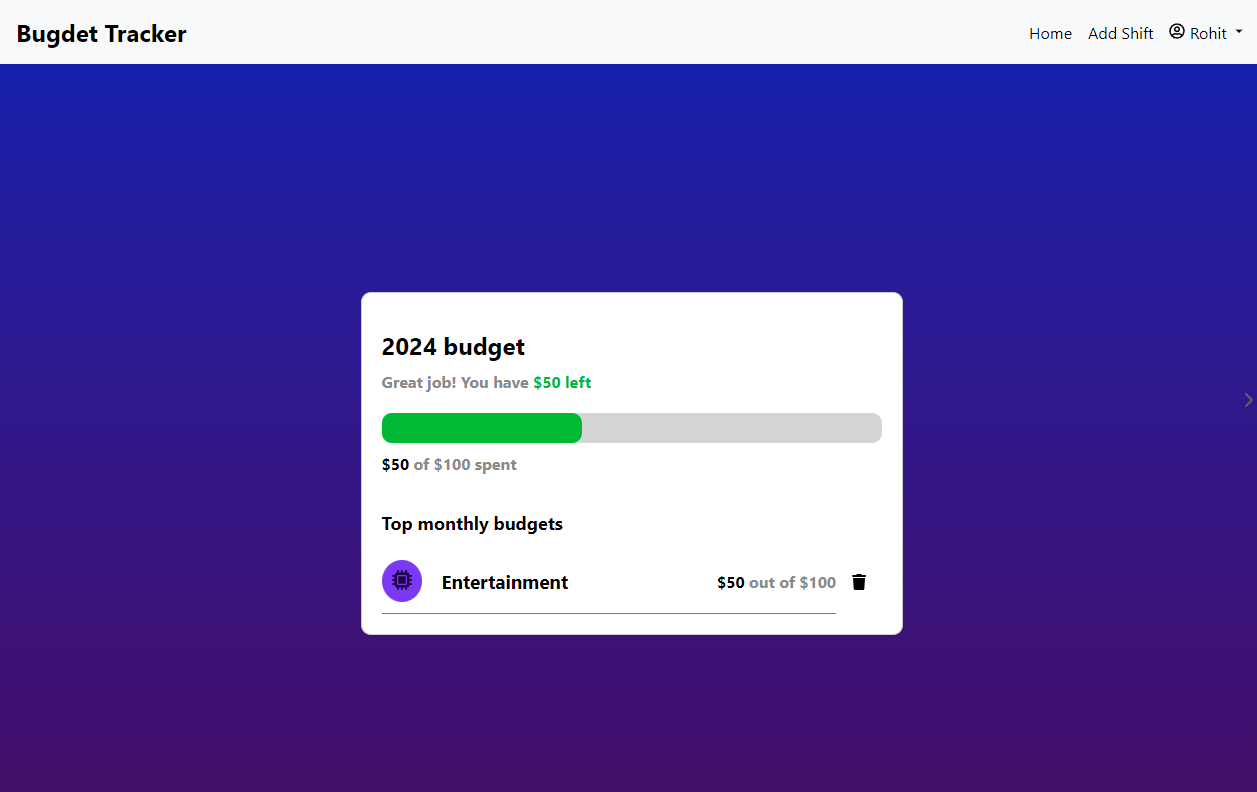 Bugdet Tracker
Home Add Shift Rohit
2024 budget
Great job! You have $50 left
$50 of $100 spent
Top monthly budgets
Entertainment $50 out of $100